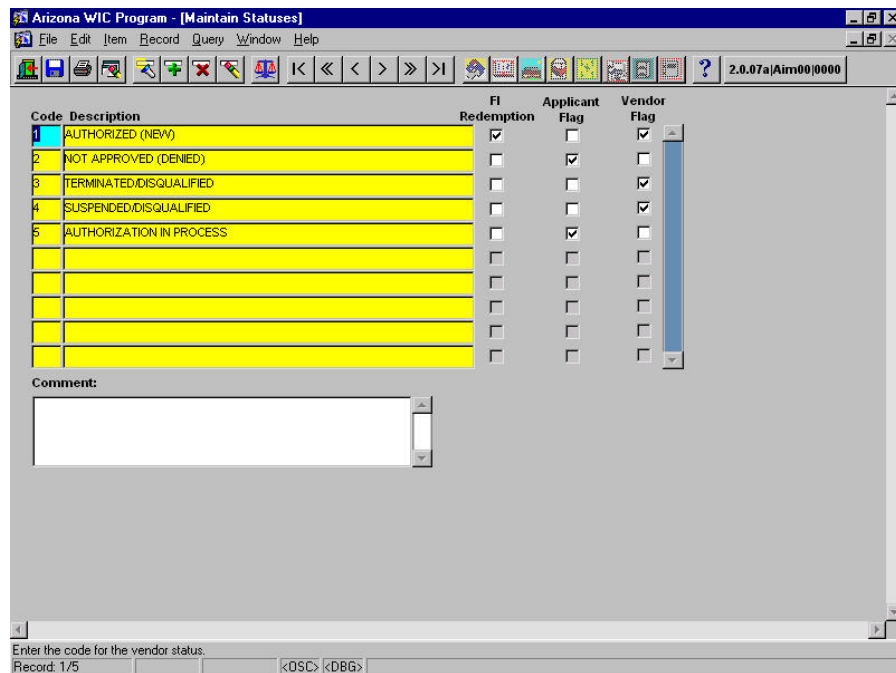 Arizona WIC Program - [Maintain Statuses]
File Edit Item Record Query Window Help
? 2.0.07a|Aim00|0000
FI Applicant Vendor
Code Description Redemption Flag Flag
1 AUTHORIZED (NEW)
2 NOT APPROVED (DENIED)
3 TERMINATED/DISQUALIFIED
4 SUSPENDED/DISQUALIFIED
5 AUTHORIZATION IN PROCESS
Comment:
Enter the code for the vendor status.
Record: 1/5 <OSC> <DBG>